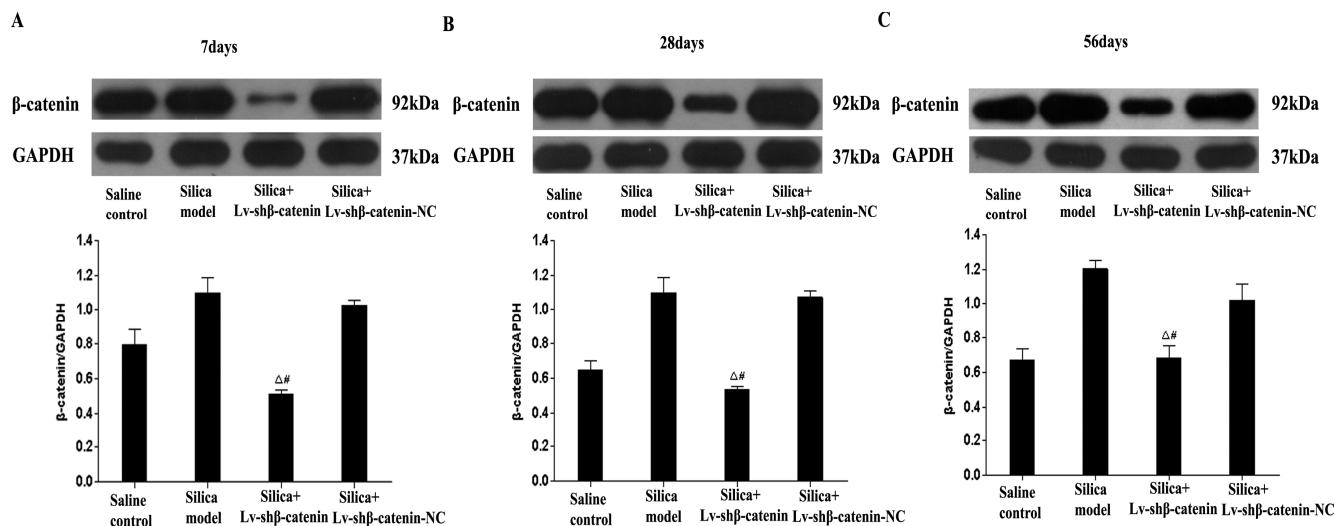 A
7days
β-catenin
92kDa
GAPDH
37kDa
Saline
control
Silica
model
Silica+
Lv-shβ-catenin
Silica+
Lv-shβ-catenin-NC
β-catenin/GAPDH
1.4
1.2
1.0
0.8
0.6
0.4
0.2
0.0
△#
Saline
control
Silica
model
Silica+
Lv-shβ-catenin
Silica+
Lv-shβ-catenin-NC
B
28days
β-catenin
92kDa
GAPDH
37kDa
Saline
control
Silica
model
Silica+
Lv-shβ-catenin
Silica+
Lv-shβ-catenin-NC
β-catenin/GAPDH
1.4
1.2
1.0
0.8
0.6
0.4
0.2
0.0
△#
Saline
control
Silica
model
Silica+
Lv-shβ-catenin
Silica+
Lv-shβ-catenin-NC
C
56days
β-catenin
92kDa
GAPDH
37kDa
Saline
control
Silica
model
Silica+
Lv-shβ-catenin
Silica+
Lv-shβ-catenin-NC
β-catenin/GAPDH
1.4
1.2
1.0
0.8
0.6
0.4
0.2
0.0
△#
Saline
control
Silica
model
Silica+
Lv-shβ-catenin
Silica+
Lv-shβ-catenin-NC